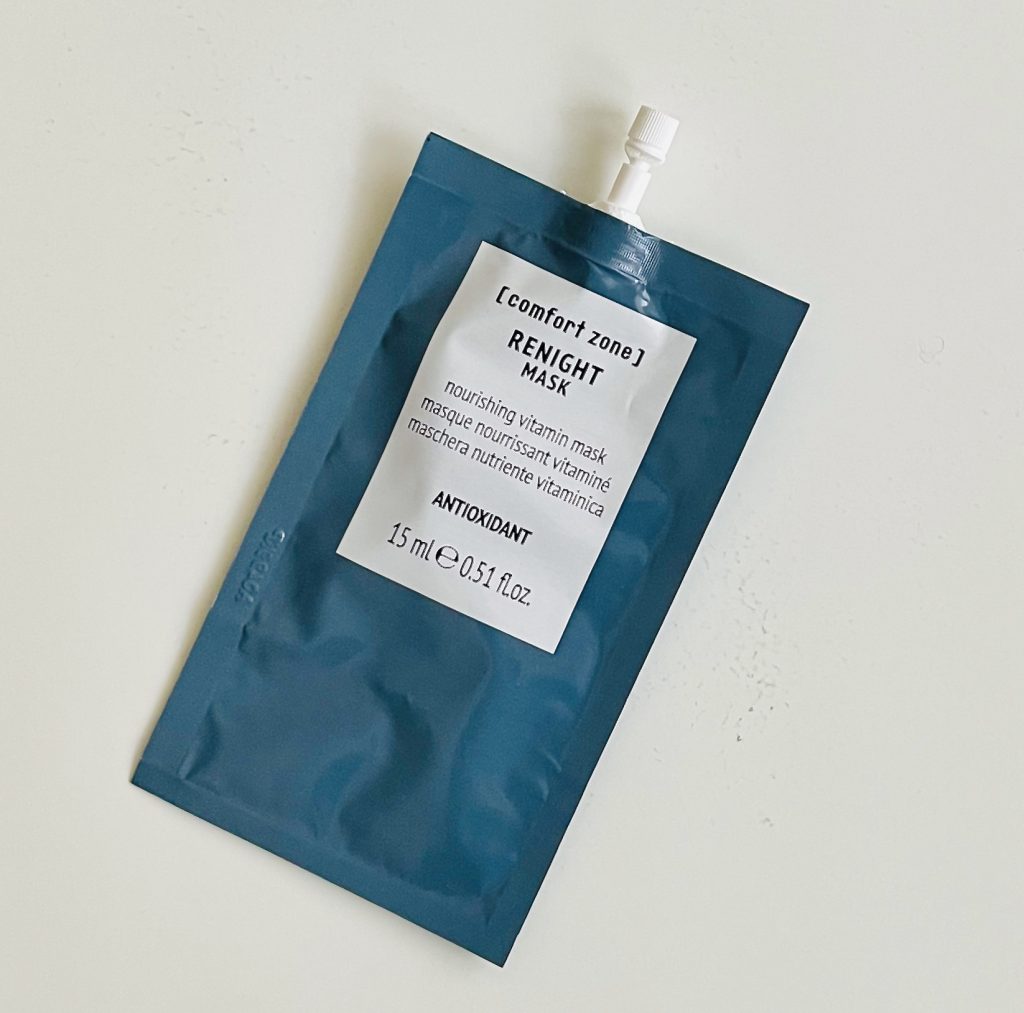 [comfort zone]
RENIGHT
MASK
nourishing vitamin mask
masque nourrissant vitaminé
maschera nutriente vitaminica
ANTIOXIDANT
15 ml ℮ 0.51 fl.oz.